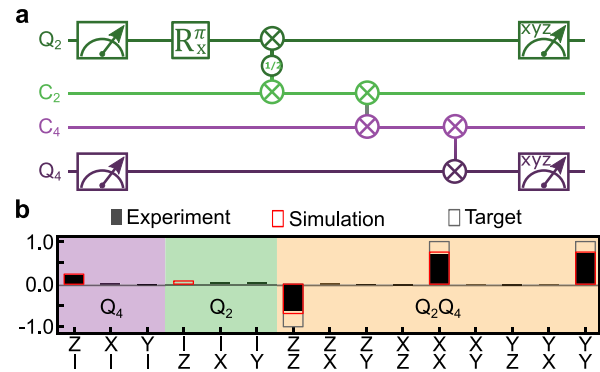 a
Q2 R π x xyz
1/2
C2
C4
Q4 xyz
b
Experiment Simulation Target
1.0
0.0
-1.0
Q4 Q2 Q2Q4
Z X Y I I I Z Z Z X X X Y Y Y
I I I Z X Y Z X Y Z X Y Z X Y